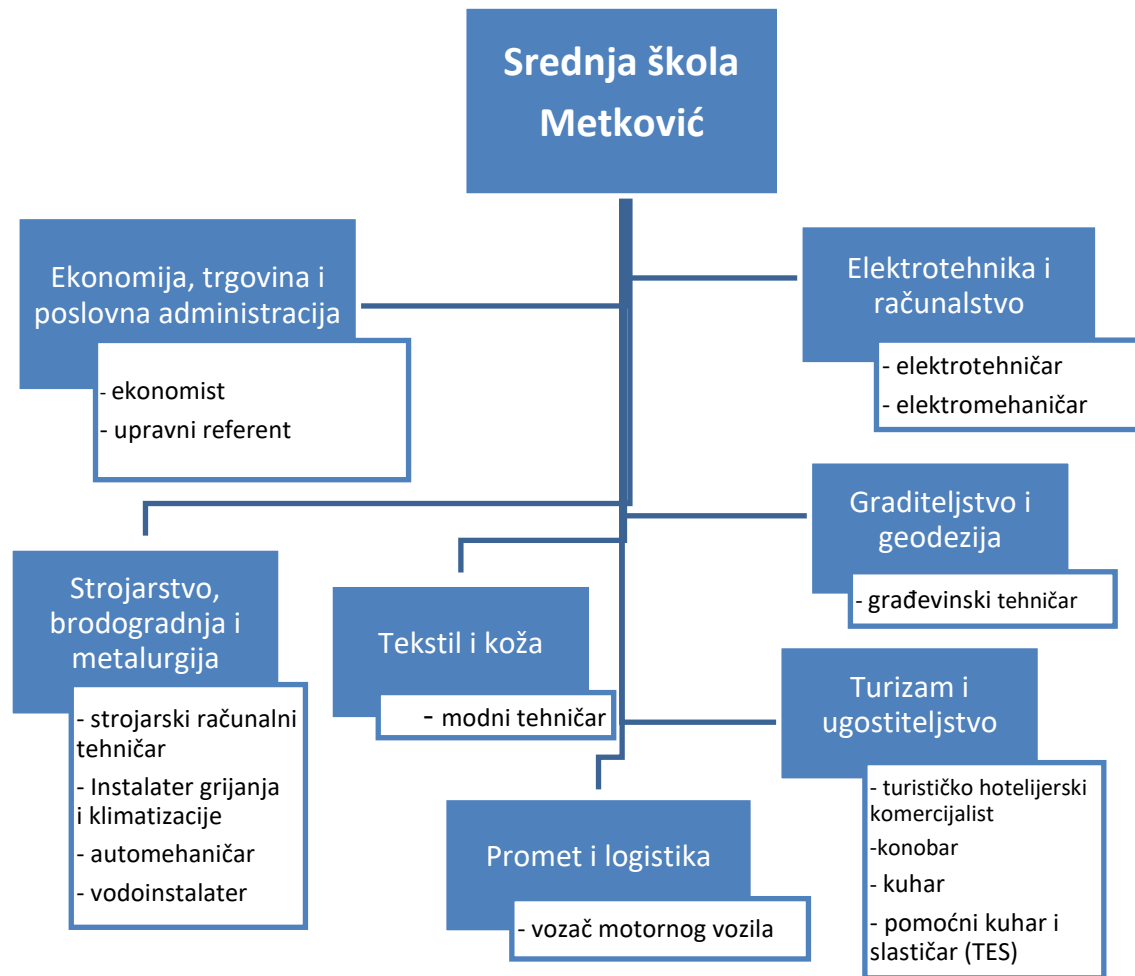 Srednja škola
Metković
Ekonomija, trgovina i
poslovna administracija
- ekonomist
- upravni referent
Elektrotehnika i
računalstvo
- elektrotehničar
- elektromehaničar
Graditeljstvo i
geodezija
- građevinski tehničar
Strojarstvo,
brodogradnja i
metalurgija
- strojarski računalni
tehničar
- Instalater grijanja
i klimatizacije
- automehaničar
- vodoinstalater
Tekstil i koža
- modni tehničar
Turizam i
ugostiteljstvo
- turističko hotelijerski
komercijalist
-konobar
- kuhar
- pomoćni kuhar i
slastičar (TES)
Promet i logistika
- vozač motornog vozila